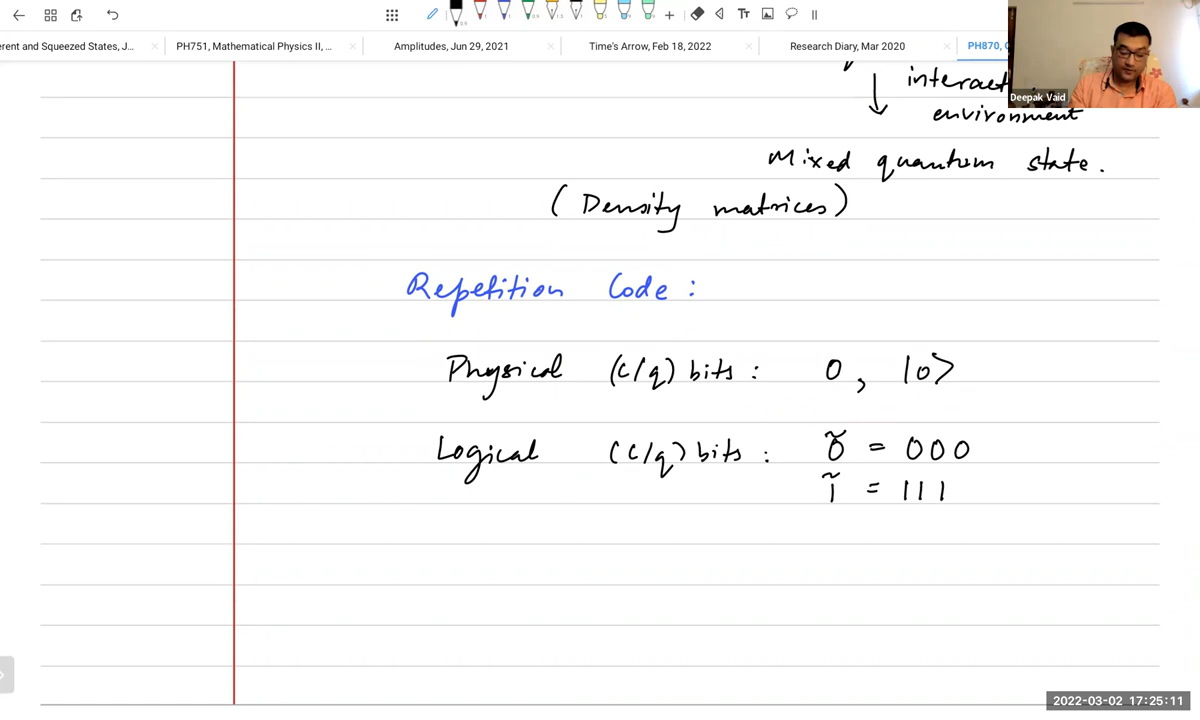 rent and Squeezed States, J...
PH751, Mathematical Physics II, ...
Amplitudes, Jun 29, 2021
Time's Arrow, Feb 18, 2022
Research Diary, Mar 2020
PH870,
Deepak Vaid
interact
environment
Mixed quantum state.
(Density matrices)
Repetition Code:
Physical (c/q) bits: 0, |0>
Logical (c/q) bits: 0̃ = 000
1̃ = 111
2022-03-02 17:25:11